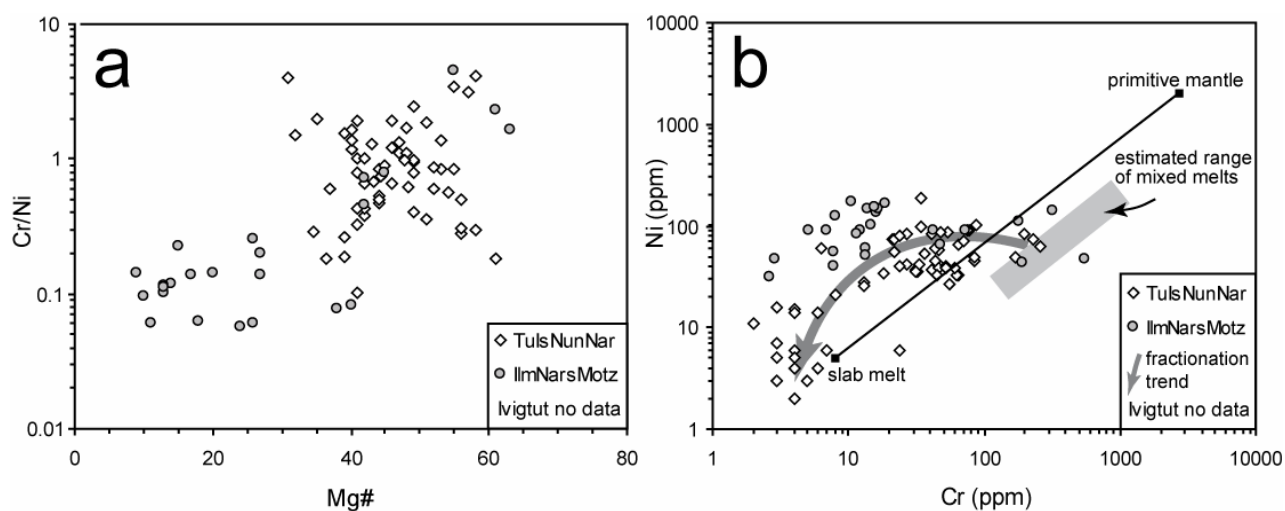 a
Cr/Ni
10
1
0.1
0.01
0
20
40
60
80
Mg#
TulsNunNar
IlmNarsMotz
Ivigtut no data
b
Ni (ppm)
10000
1000
100
10
1
1
10
100
1000
10000
Cr (ppm)
primitive mantle
estimated range
of mixed melts
slab melt
TulsNunNar
IlmNarsMotz
fractionation
trend
Ivigtut no data